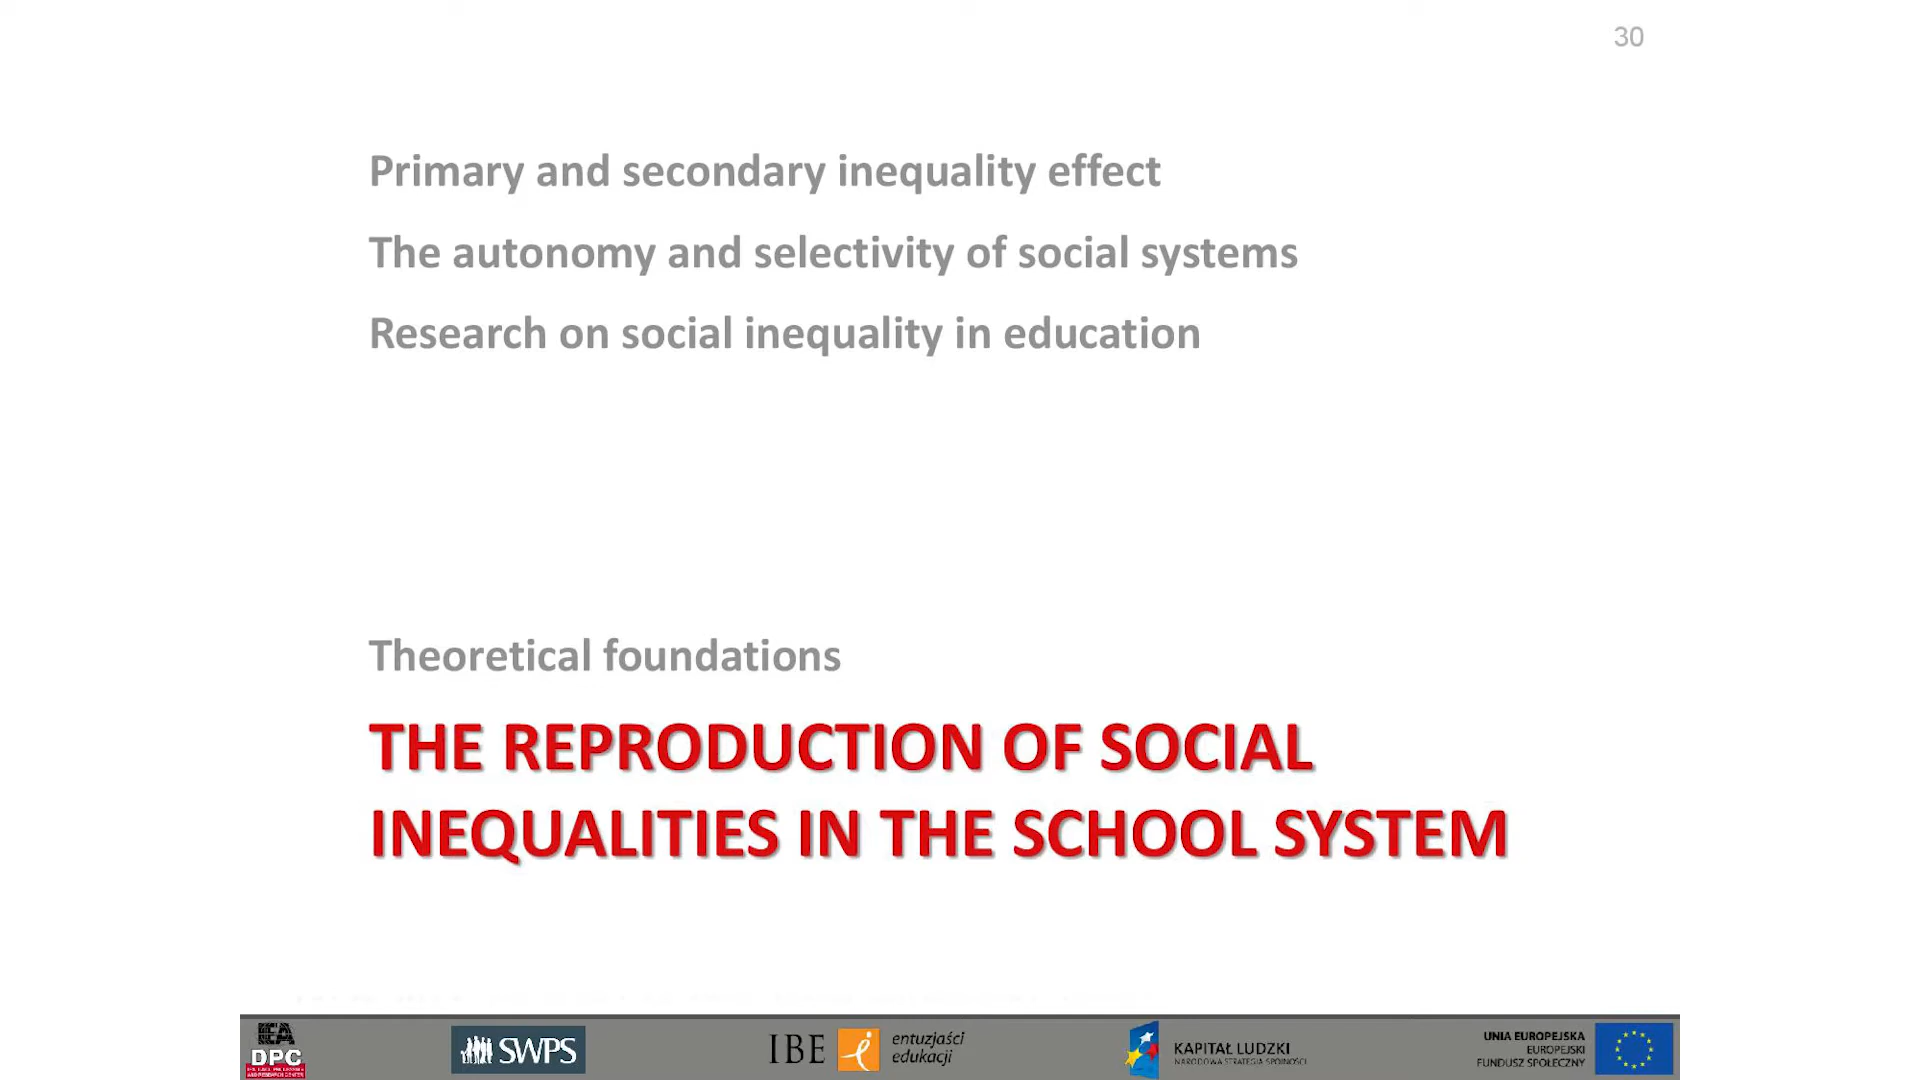 30
Primary and secondary inequality effect
The autonomy and selectivity of social systems
Research on social inequality in education
Theoretical foundations
THE REPRODUCTION OF SOCIAL
INEQUALITIES IN THE SCHOOL SYSTEM
IEA
DPC
SWPS
IBE
entuzjaści
edukacji
KAPITAŁ LUDZKI
NARODOWA STRATEGIA SPÓJNOŚCI
UNIA EUROPEJSKA
EUROPEJSKI
FUNDUSZ SPOŁECZNY